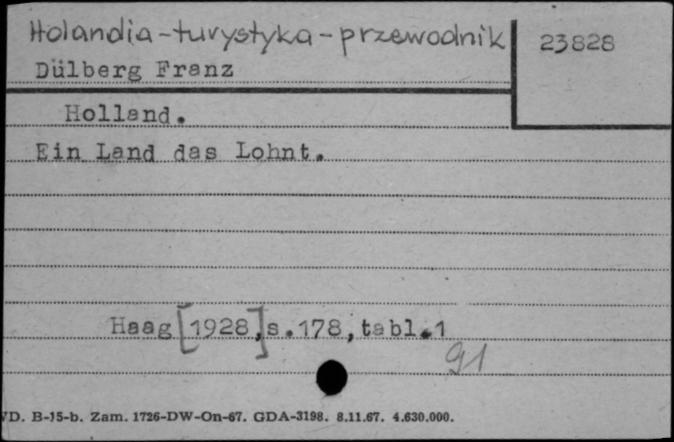 Holandia-turystyka-przewodnik
23828
Dülberg Franz
Holland.
Ein Land das Lohnt.
Haag [1928,]s.178, tabl.1
91
D. B-15-b. Zam. 1726-DW-On-67. GDA-3198. 8.11.67. 4.630.000.